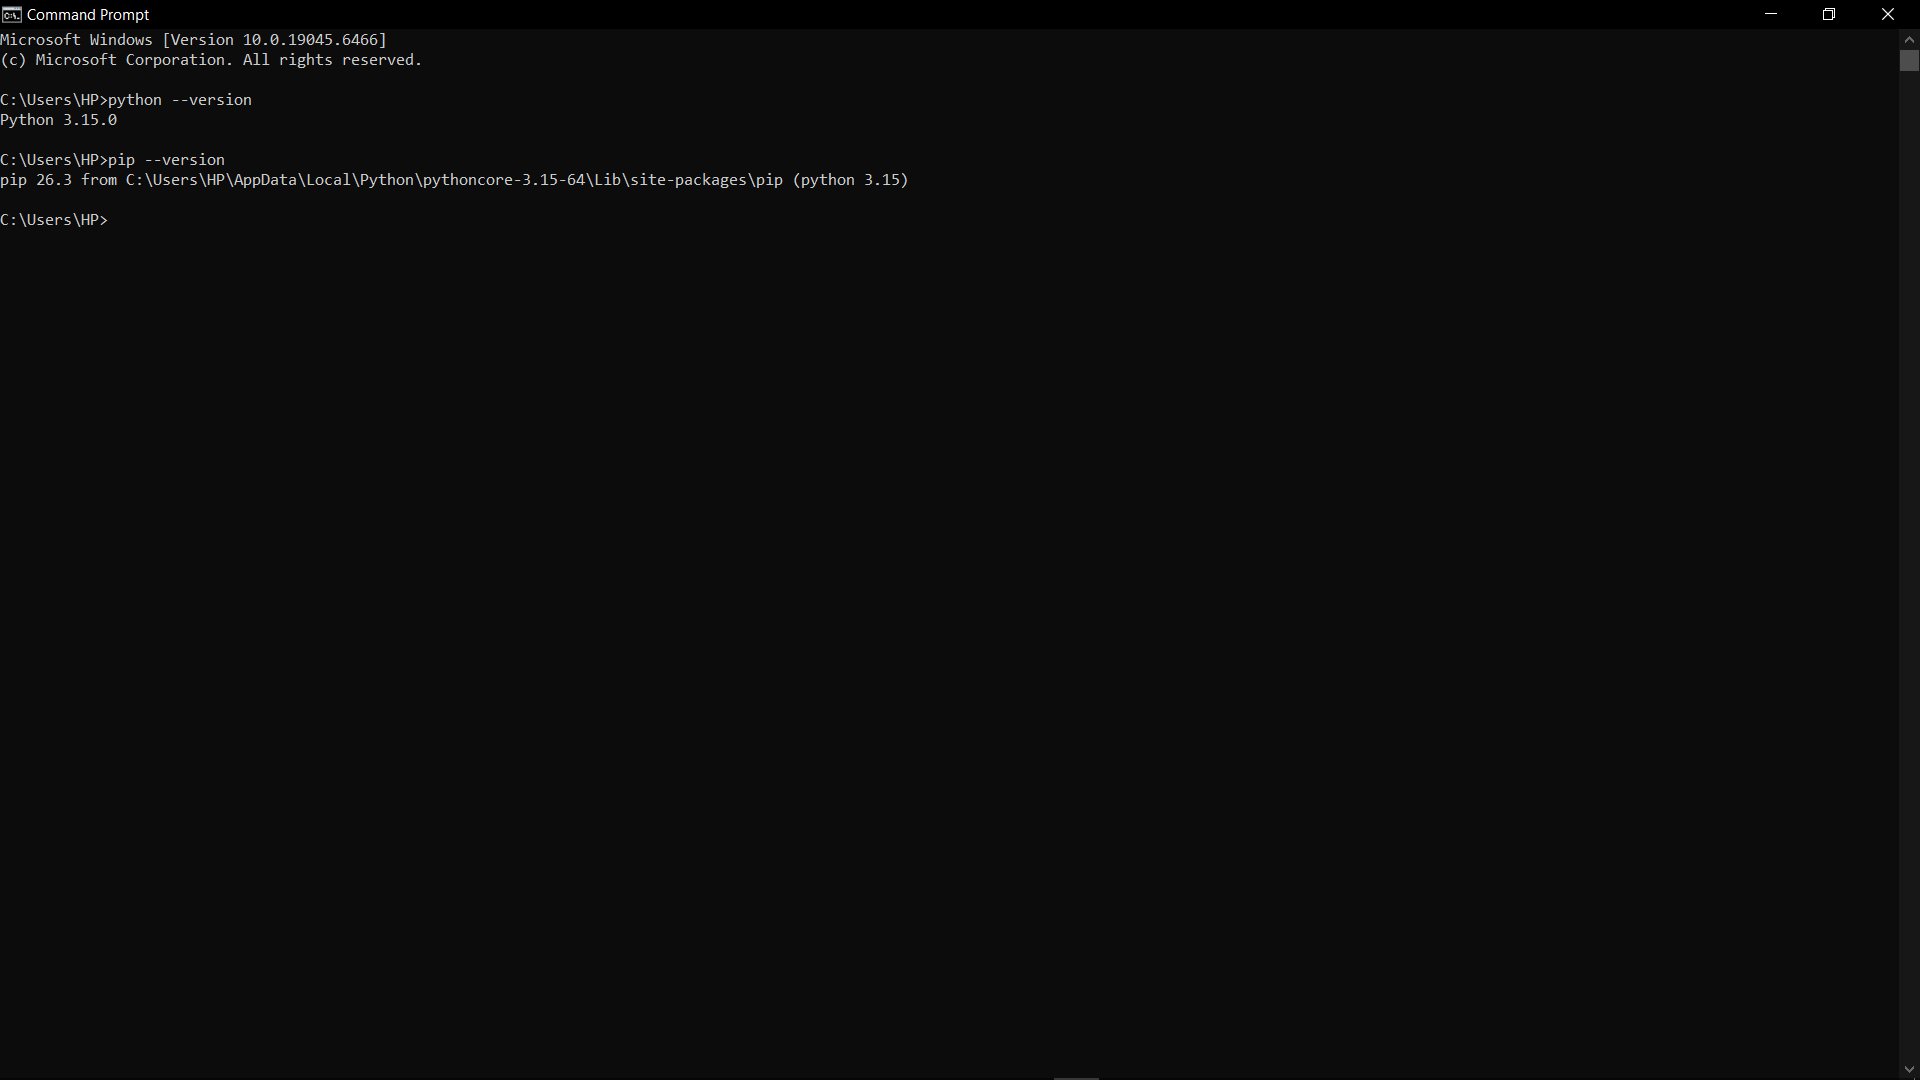 Command Prompt
Microsoft Windows [Version 10.0.19045.6466]
(c) Microsoft Corporation. All rights reserved.
C:\Users\HP>python --version
Python 3.15.0
C:\Users\HP>pip --version
pip 26.3 from C:\Users\HP\AppData\Local\Python\pythoncore-3.15-64\Lib\site-packages\pip (python 3.15)
C:\Users\HP>